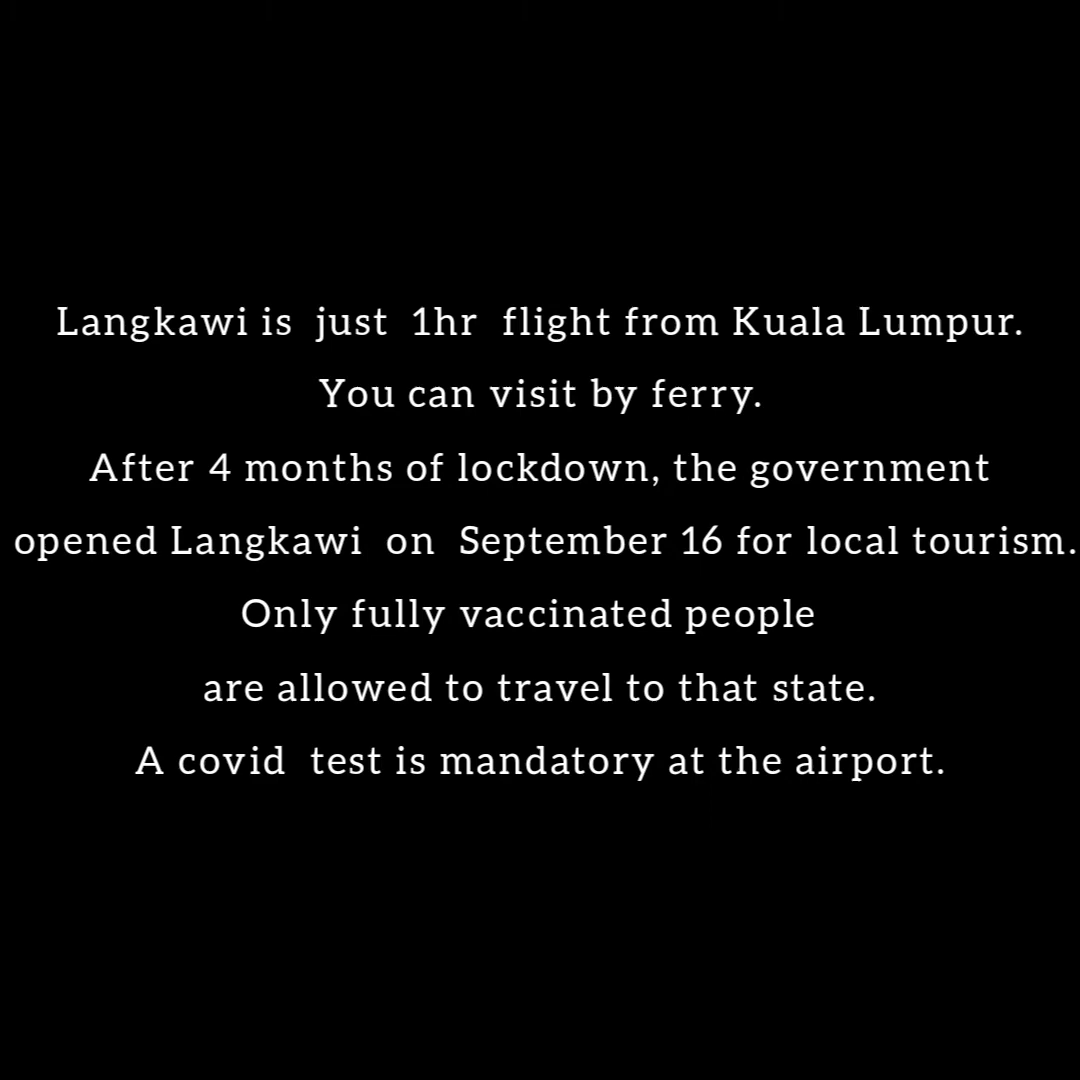 Langkawi is just 1hr flight from Kuala Lumpur.
You can visit by ferry.
After 4 months of lockdown, the government
opened Langkawi on September 16 for local tourism.
Only fully vaccinated people
are allowed to travel to that state.
A covid test is mandatory at the airport.